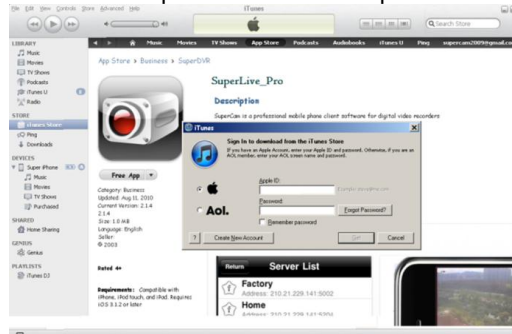 File Edit View Controls Store Advanced Help
iTunes
Search Store
LIBRARY
Music
Movies
TV Shows
Podcasts
iTunes U
Radio
STORE
iTunes Store
Ping
Downloads
DEVICES
Super iPhone
Music
Movies
TV Shows
Purchased
SHARED
Home Sharing
GENIUS
Genius
PLAYLISTS
iTunes DJ
Music Movies TV Shows App Store Podcasts Audiobooks iTunes U Ping
App Store > Business > SuperDVR
SuperLive_Pro
Description
SuperCam is a professional mobile phone client software for digital video recorders
Free App
Category: Business
Updated: Aug 11, 2010
Current Version: 2.1.4
2.1.4
Size: 1.0 MB
Language: English
Seller:
© 2003
Rated 4+
Requirements: Compatible with
iPhone, iPod touch, and iPad. Requires
iOS 3.1.2 or later
iTunes
Sign In to download from the iTunes Store
If you have an Apple Account, enter your Apple ID and password. Otherwise, if you are an
AOL member, enter your AOL screen name and password.
Apple ID:
Password:
Forgot Password?
Aol.
Remember password
?
Create New Account
Cancel
Return Server List
Factory
Address: 210.21.229.141:5002
Home